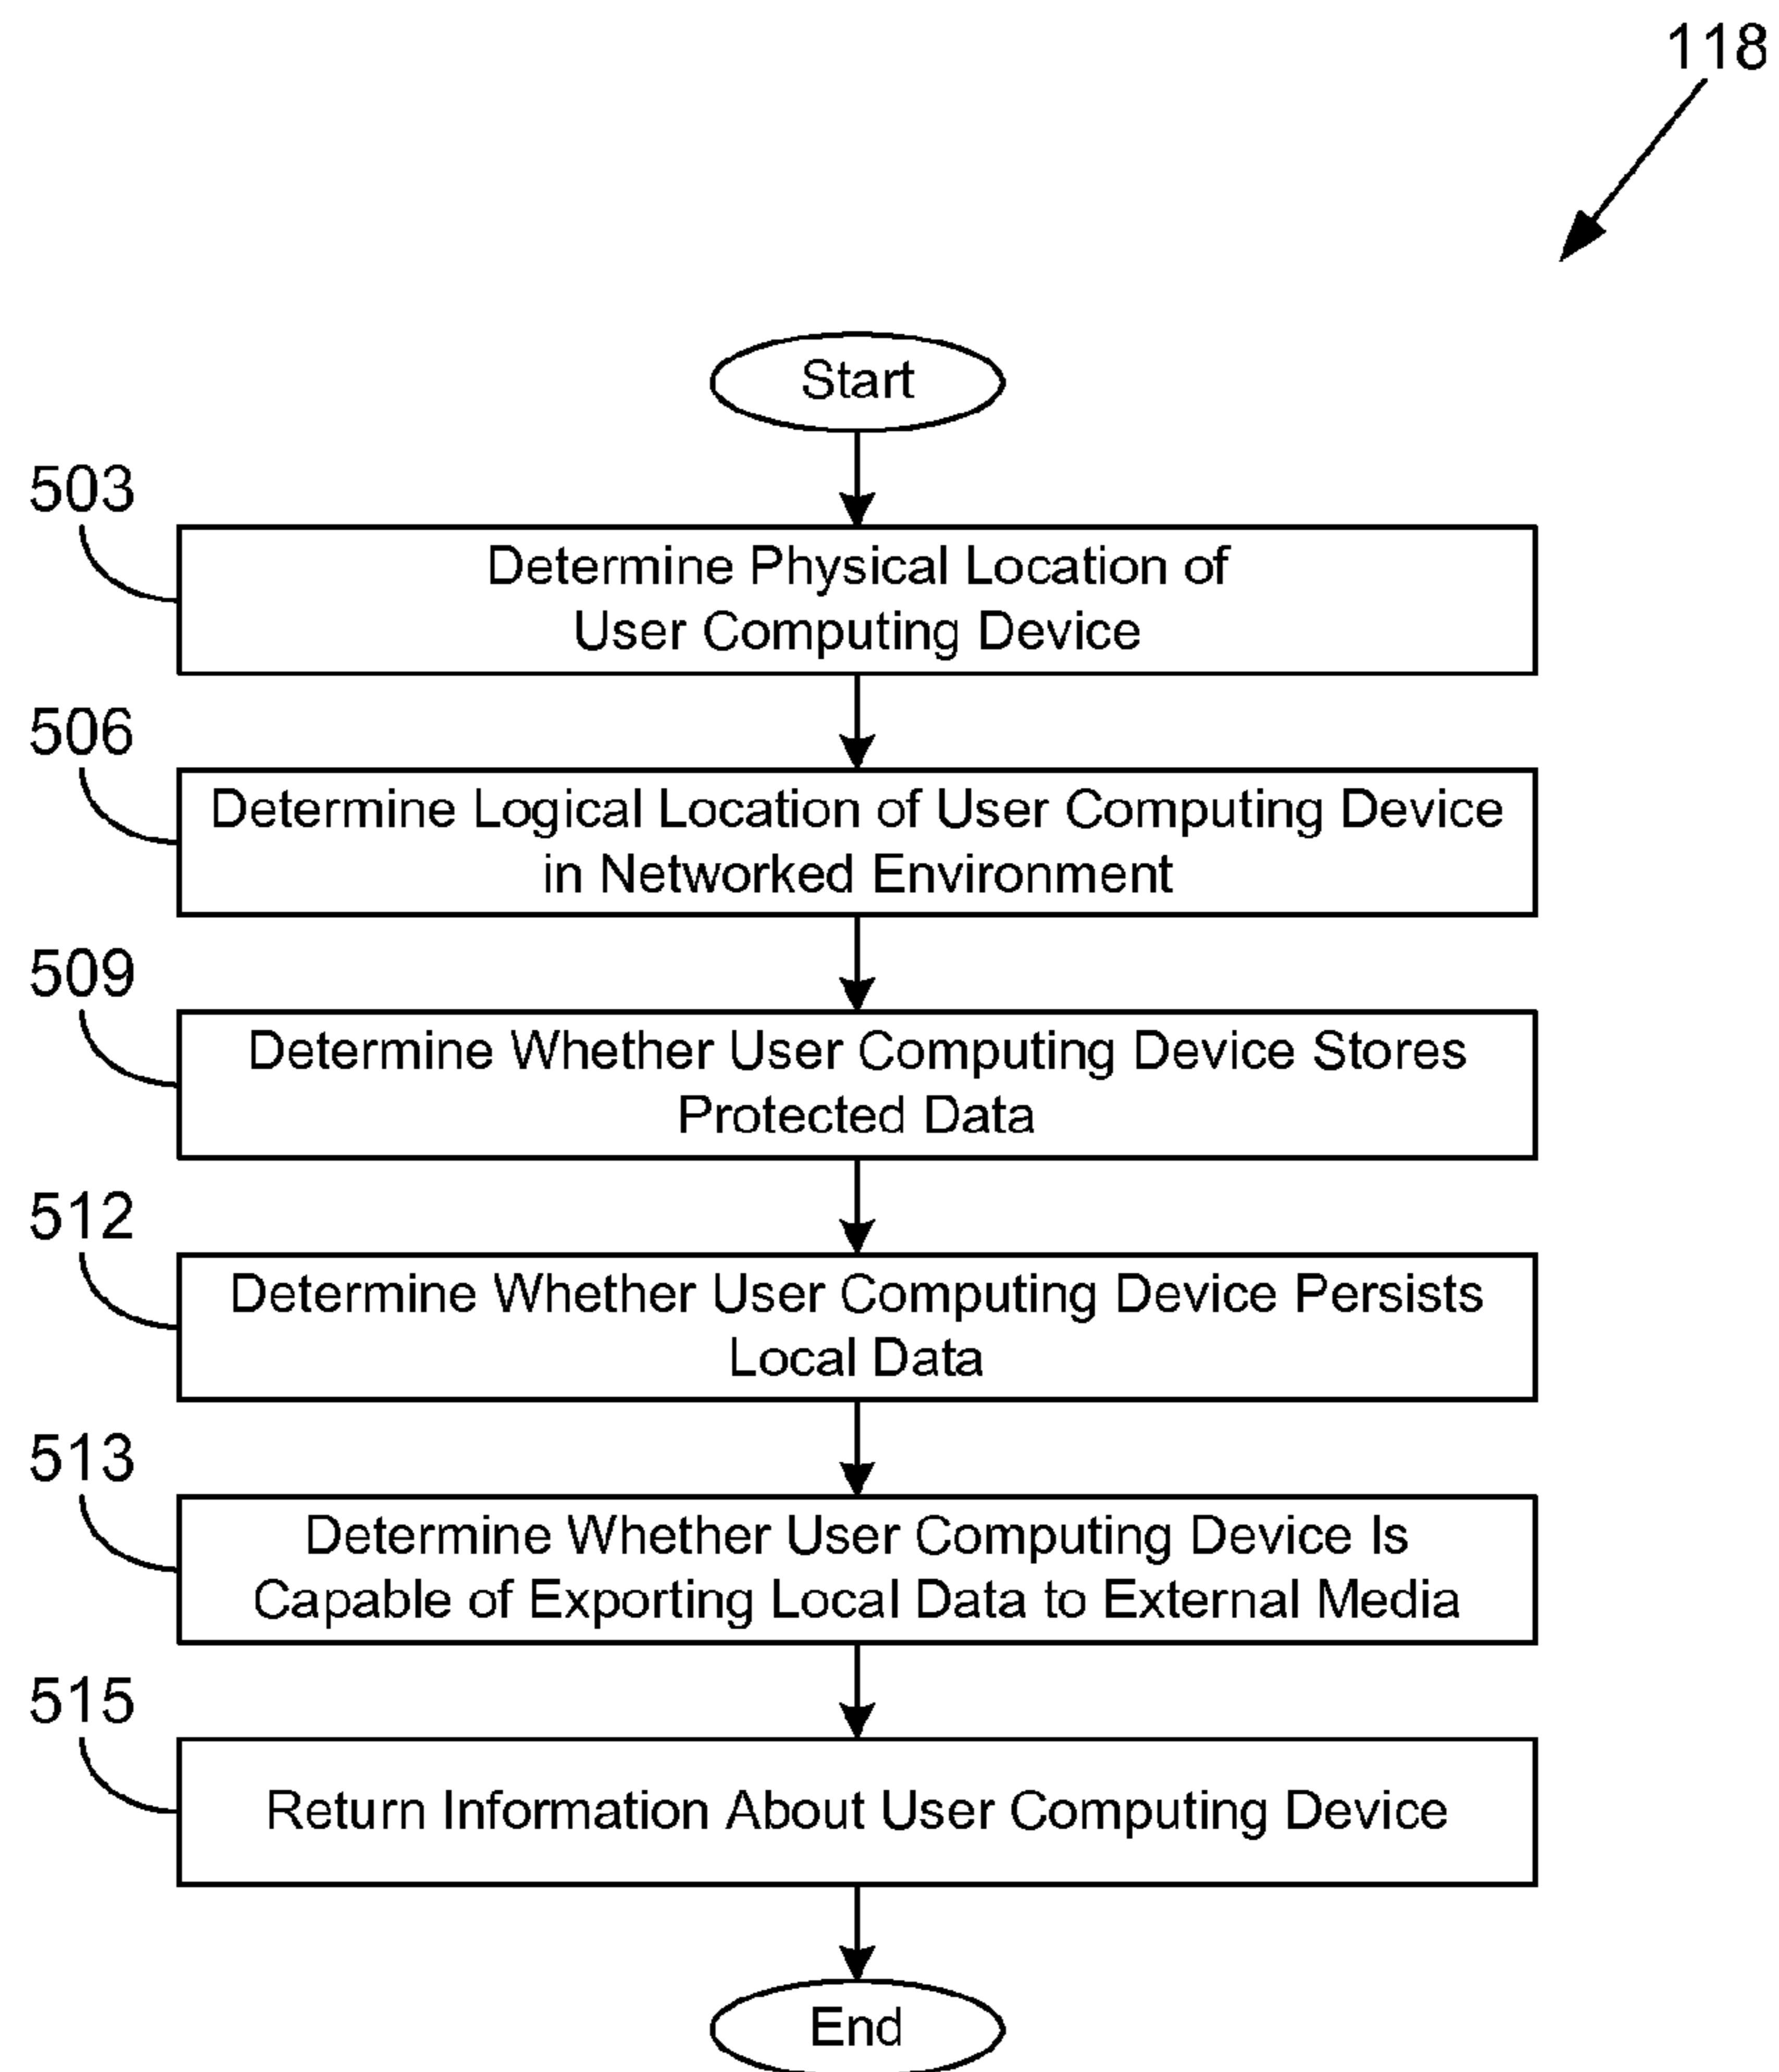 118
Start
503
Determine Physical Location of
User Computing Device
506
Determine Logical Location of User Computing Device
in Networked Environment
509
Determine Whether User Computing Device Stores
Protected Data
512
Determine Whether User Computing Device Persists
Local Data
513
Determine Whether User Computing Device Is
Capable of Exporting Local Data to External Media
515
Return Information About User Computing Device
End